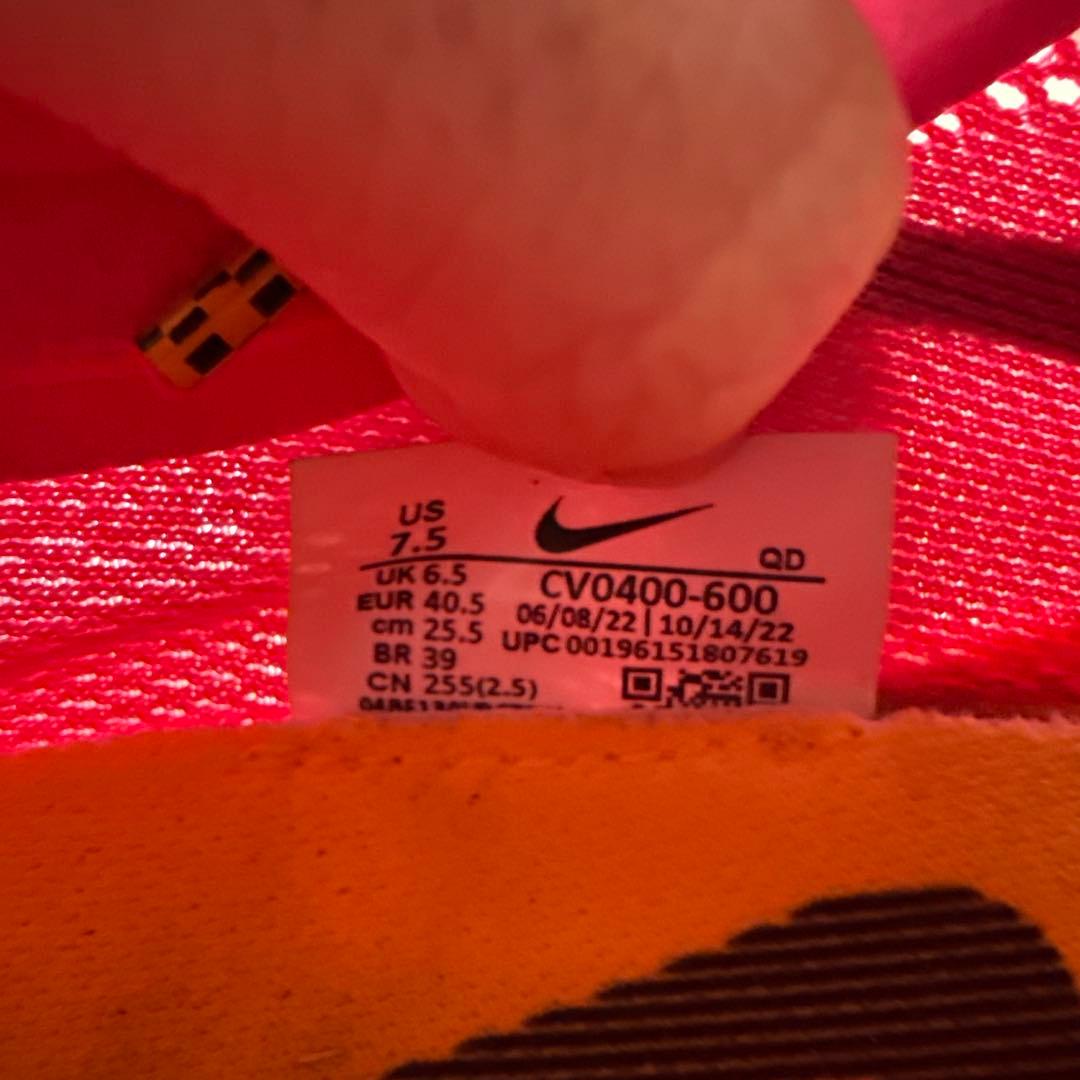 US
7.5
QD
UK 6.5
EUR 40.5
cm 25.5
BR 39
CN 255(2.5)
CV0400-600
06/08/22 | 10/14/22
UPC 00196151807619